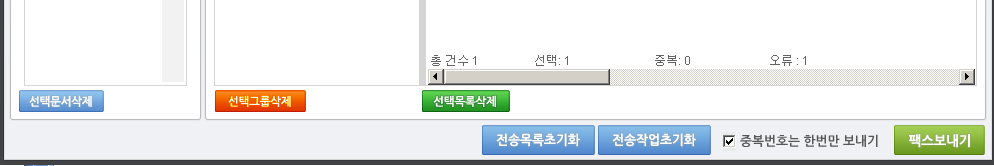 총 건수 1 선택: 1 중복: 0 오류 : 1
선택문서삭제 선택그룹삭제 선택목록삭제
전송목록초기화 전송작업초기화 중복번호는 한번만 보내기 팩스보내기